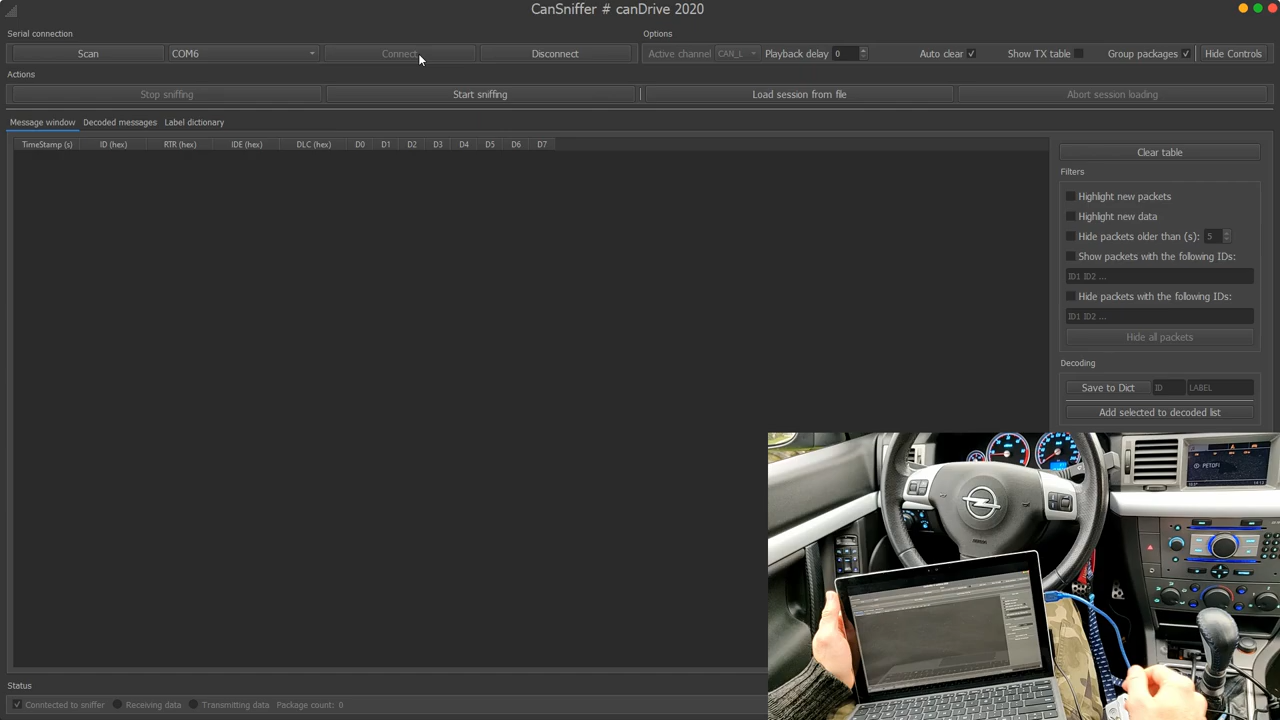 CanSniffer # canDrive 2020
Serial connection
Options
Scan
COM6
Connect
Disconnect
Active channel
CAN_L
Playback delay
0
Auto clear
Show TX table
Group packages
Hide Controls
Actions
Stop sniffing
Start sniffing
Load session from file
Abort session loading
Message window
Decoded messages
Label dictionary
TimeStamp (s)
ID (hex)
RTR (hex)
IDE (hex)
DLC (hex)
D0
D1
D2
D3
D4
D5
D6
D7
Clear table
Filters
Highlight new packets
Highlight new data
Hide packets older than (s):
5
Show packets with the following IDs:
ID1 ID2 ...
Hide packets with the following IDs:
ID1 ID2 ...
Hide all packets
Decoding
Save to Dict
ID
LABEL
Add selected to decoded list
PETOFI
Status
Conntected to sniffer
Receiving data
Transmitting data
Package count: 0